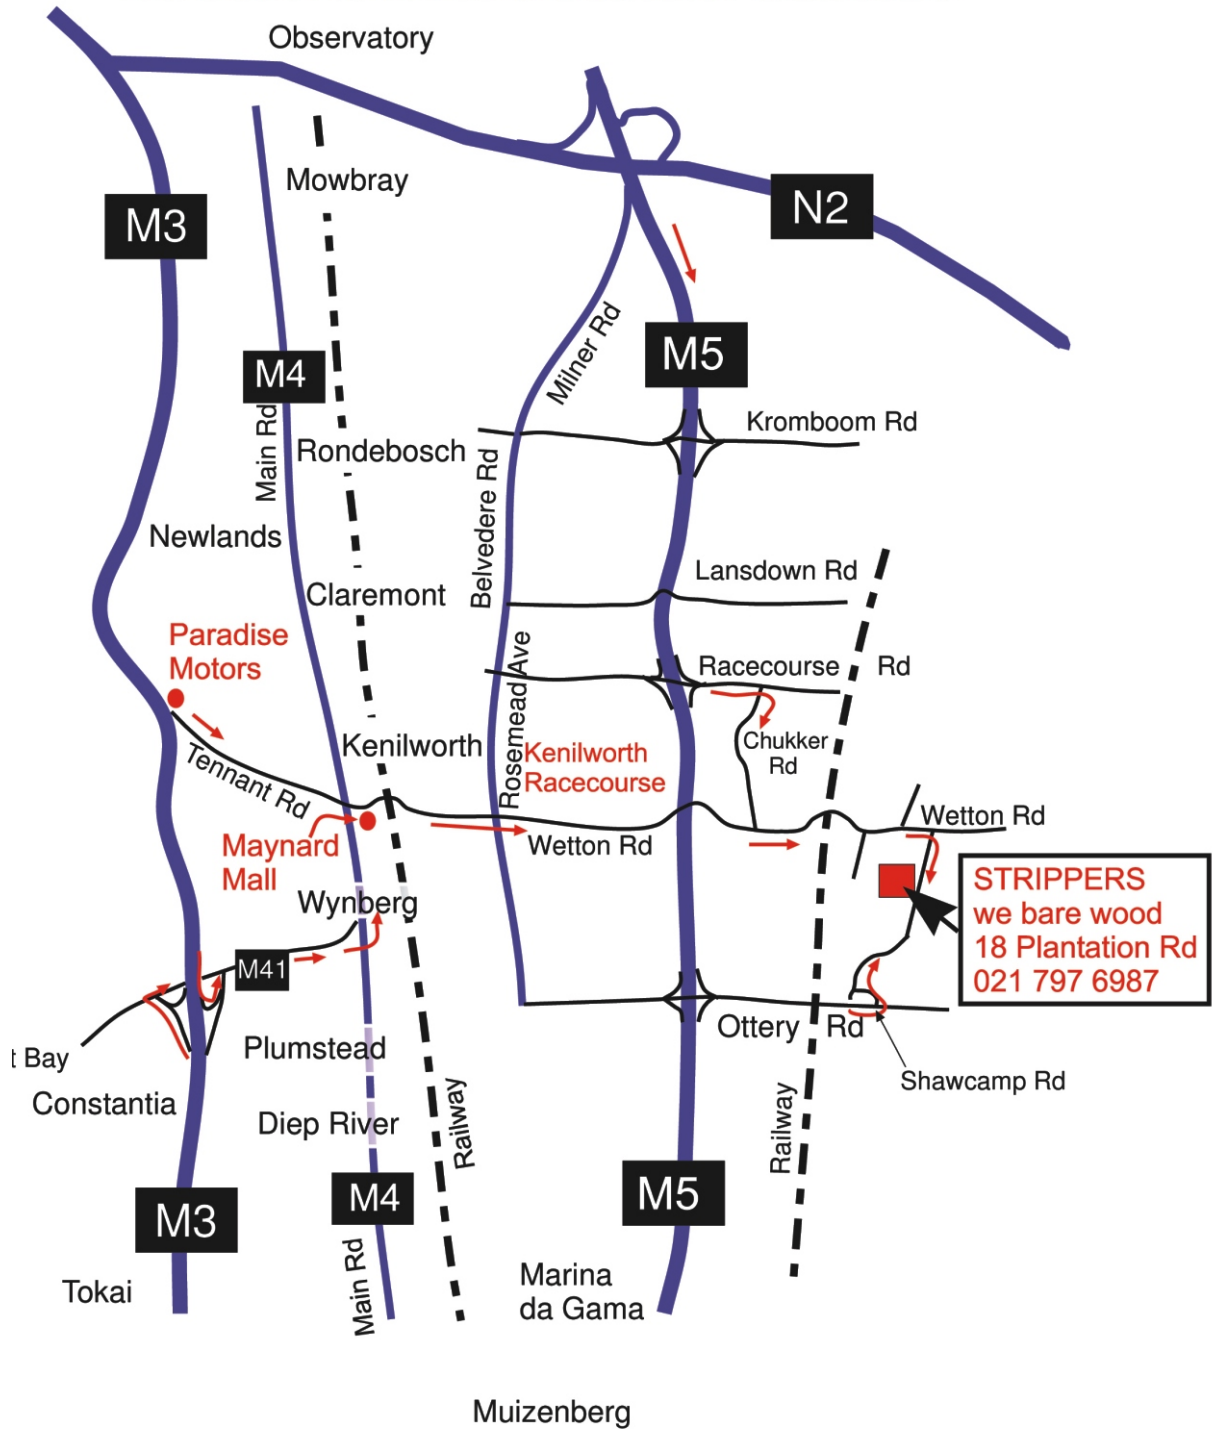 Observatory
Mowbray
M3
N2
M5
M4
Milner Rd
Main Rd
Kromboom Rd
Rondebosch
Belvedere Rd
Newlands
Lansdown Rd
Claremont
Paradise
Motors
Racecourse Rd
Rosemead Ave
Kenilworth
Kenilworth
Racecourse
Chukker
Rd
Tennant Rd
Wetton Rd
Wetton Rd
Maynard
Mall
STRIPPERS
we bare wood
18 Plantation Rd
021 797 6987
Wynberg
M41
Ottery Rd
t Bay
Plumstead
Shawcamp Rd
Constantia
Diep River
Railway
Railway
M3
M4
M5
Tokai
Main Rd
Marina
da Gama
Muizenberg